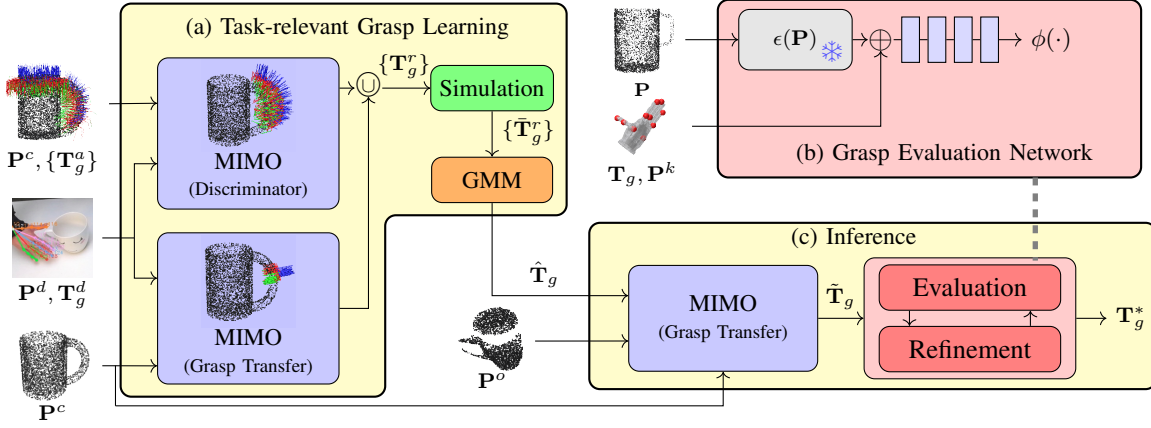 (a) Task-relevant Grasp Learning
P^c, {T_g^a}
P^d, T_g^d
P^c
MIMO
(Discriminator)
MIMO
(Grasp Transfer)
∪
{T_g^r}
Simulation
{T̄_g^r}
GMM
P
ϵ(P)
ϕ(·)
T_g, P^k
(b) Grasp Evaluation Network
(c) Inference
T̂_g
P^o
MIMO
(Grasp Transfer)
T̃_g
Evaluation
Refinement
T_g^*